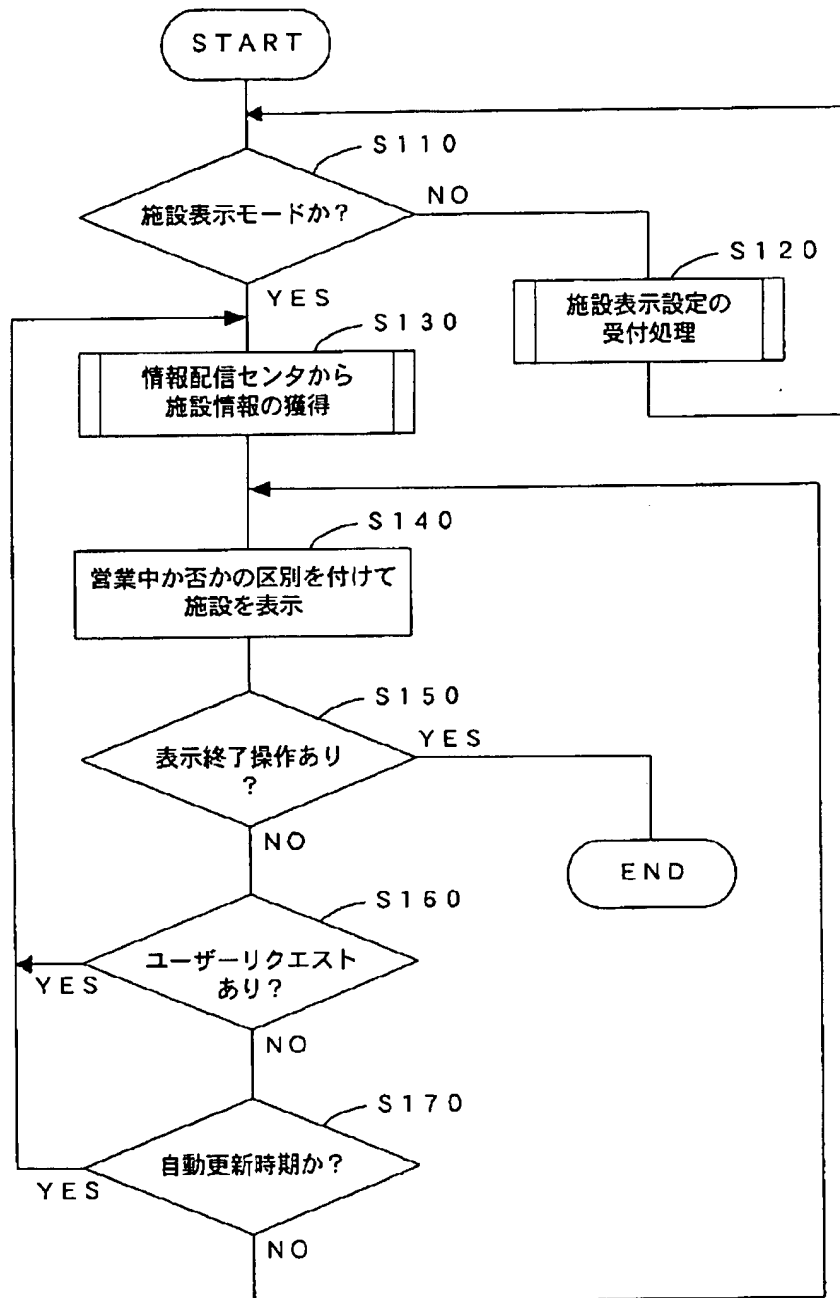 START
S110
施設表示モードか?
NO
YES
S120
施設表示設定の
受付処理
S130
情報配信センタから
施設情報の獲得
S140
営業中か否かの区別を付けて
施設を表示
S150
表示終了操作あり
?
YES
NO
END
S160
ユーザーリクエスト
あり?
YES
NO
S170
自動更新時期か?
YES
NO